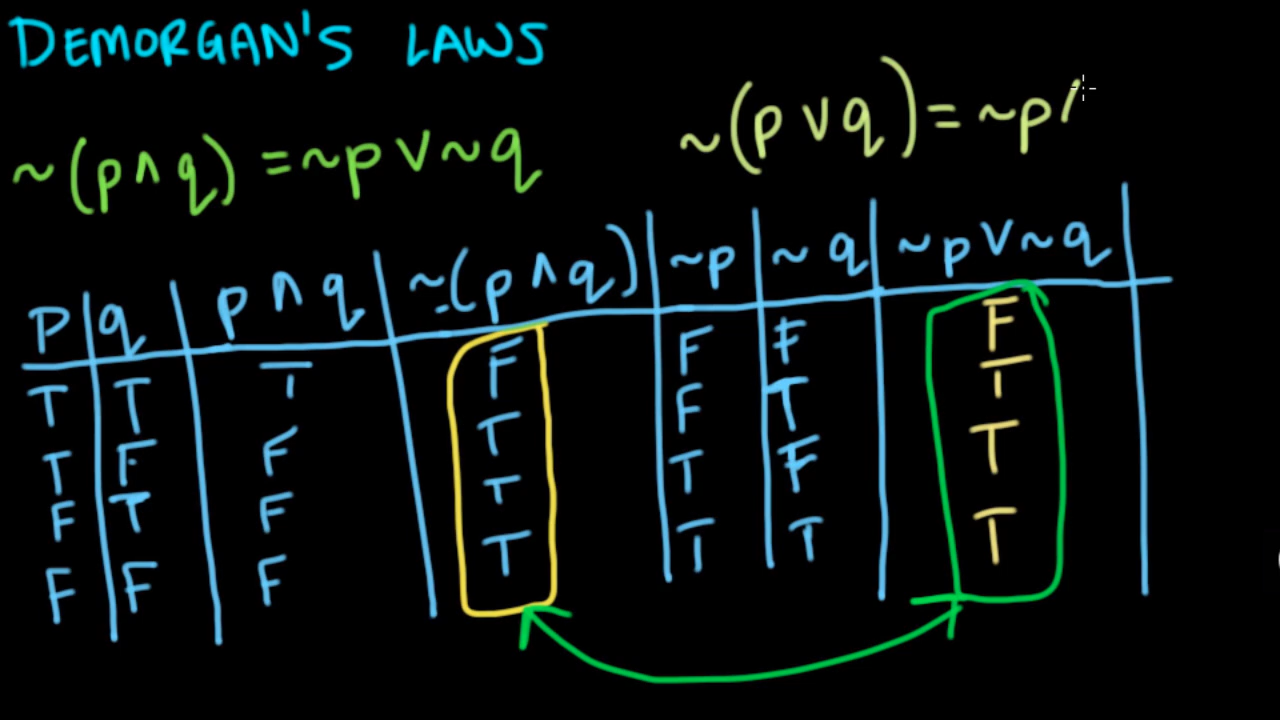 DEMORGAN'S LAWS
~(p∧q) = ~p∨~q
~(p∨q) = ~p
P q p∧q ~(p∧q) ~p ~q ~p∨~q
T T T F F F F
T F F T F T T
F T F T T F T
F F F T T T T